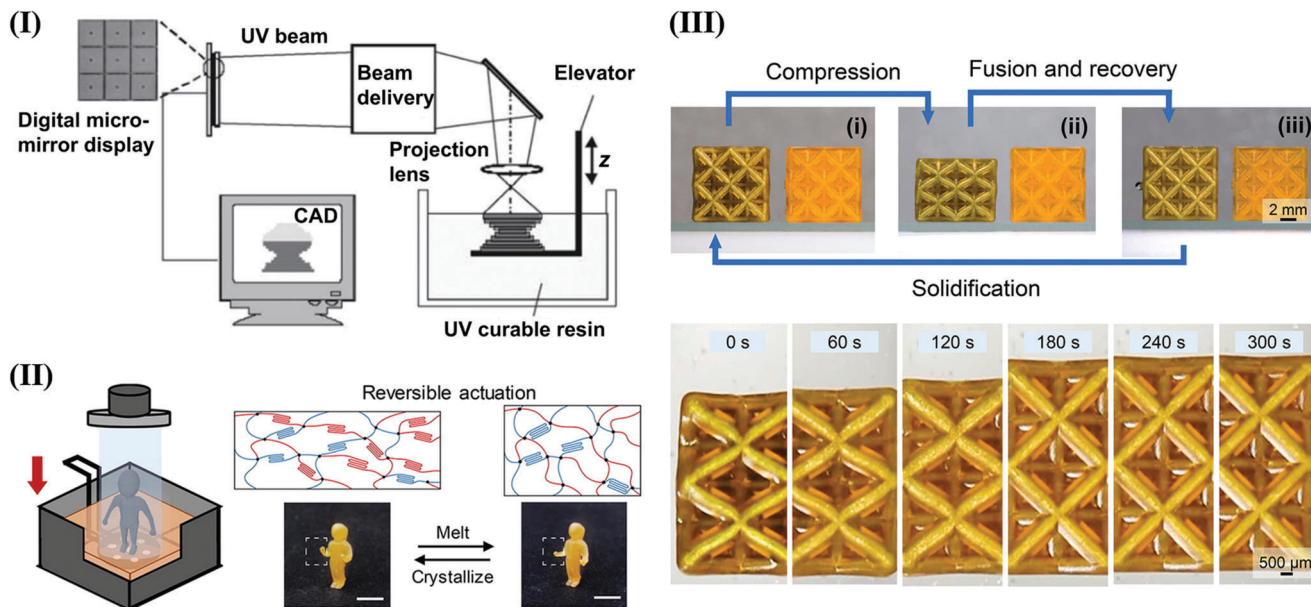 (I)
UV beam
Beam
delivery
Elevator
Digital micro-
mirror display
Projection
lens
z
CAD
UV curable resin
(II)
Reversible actuation
Melt
Crystallize
(III)
Compression
Fusion and recovery
(i)
(ii)
(iii)
2 mm
Solidification
0 s
60 s
120 s
180 s
240 s
300 s
500 µm